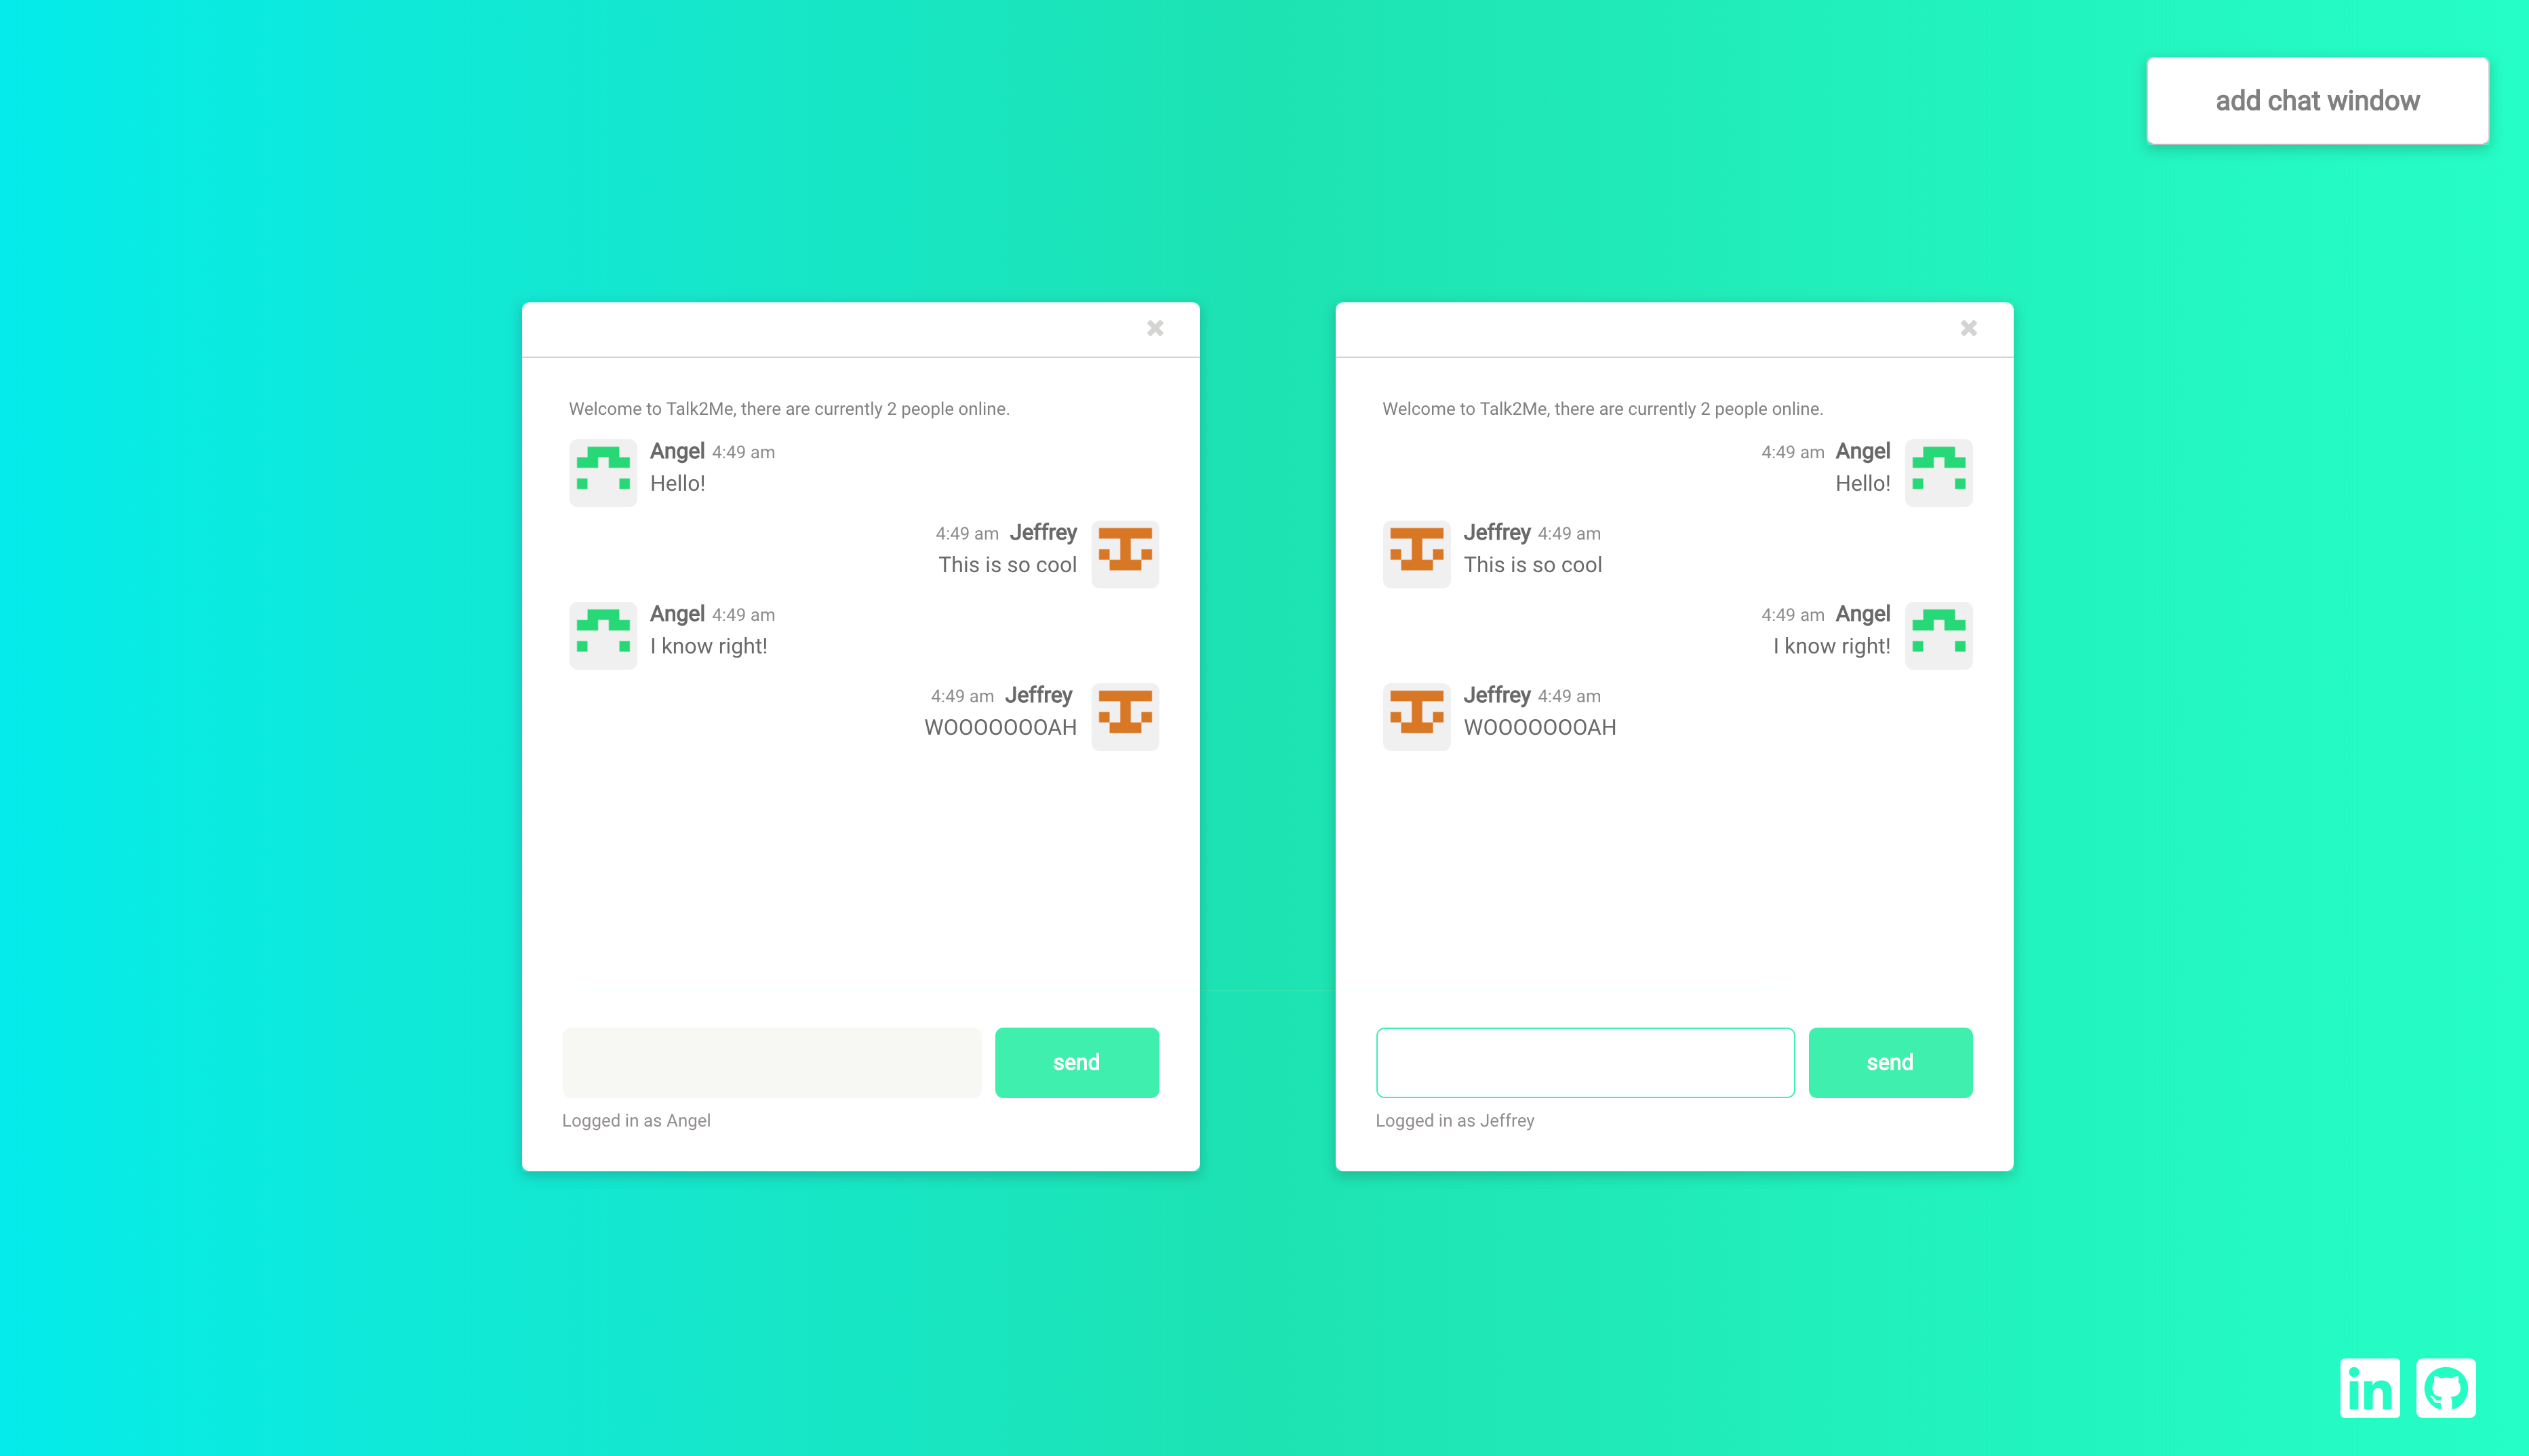 add chat window
Welcome to Talk2Me, there are currently 2 people online.
Angel 4:49 am
Hello!
4:49 am Jeffrey
This is so cool
Angel 4:49 am
I know right!
4:49 am Jeffrey
WOOOOOOOAH
send
Logged in as Angel
Welcome to Talk2Me, there are currently 2 people online.
4:49 am Angel
Hello!
Jeffrey 4:49 am
This is so cool
4:49 am Angel
I know right!
Jeffrey 4:49 am
WOOOOOOOAH
send
Logged in as Jeffrey
in